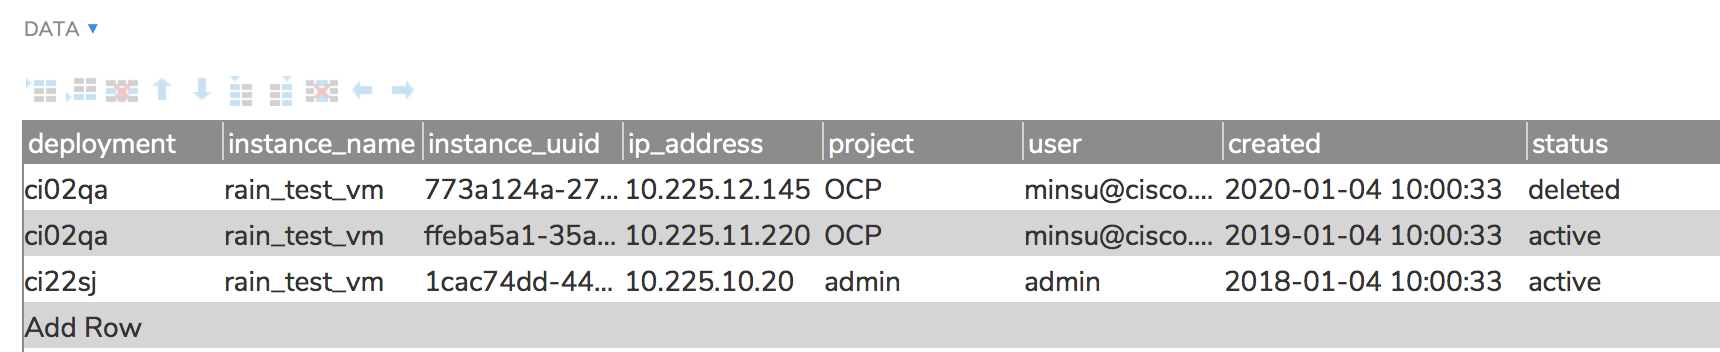 DATA ▼
deployment instance_name instance_uuid ip_address project user created status
ci02qa rain_test_vm 773a124a-27... 10.225.12.145 OCP minsu@cisco.... 2020-01-04 10:00:33 deleted
ci02qa rain_test_vm ffeba5a1-35a... 10.225.11.220 OCP minsu@cisco.... 2019-01-04 10:00:33 active
ci22sj rain_test_vm 1cac74dd-44... 10.225.10.20 admin admin 2018-01-04 10:00:33 active
Add Row